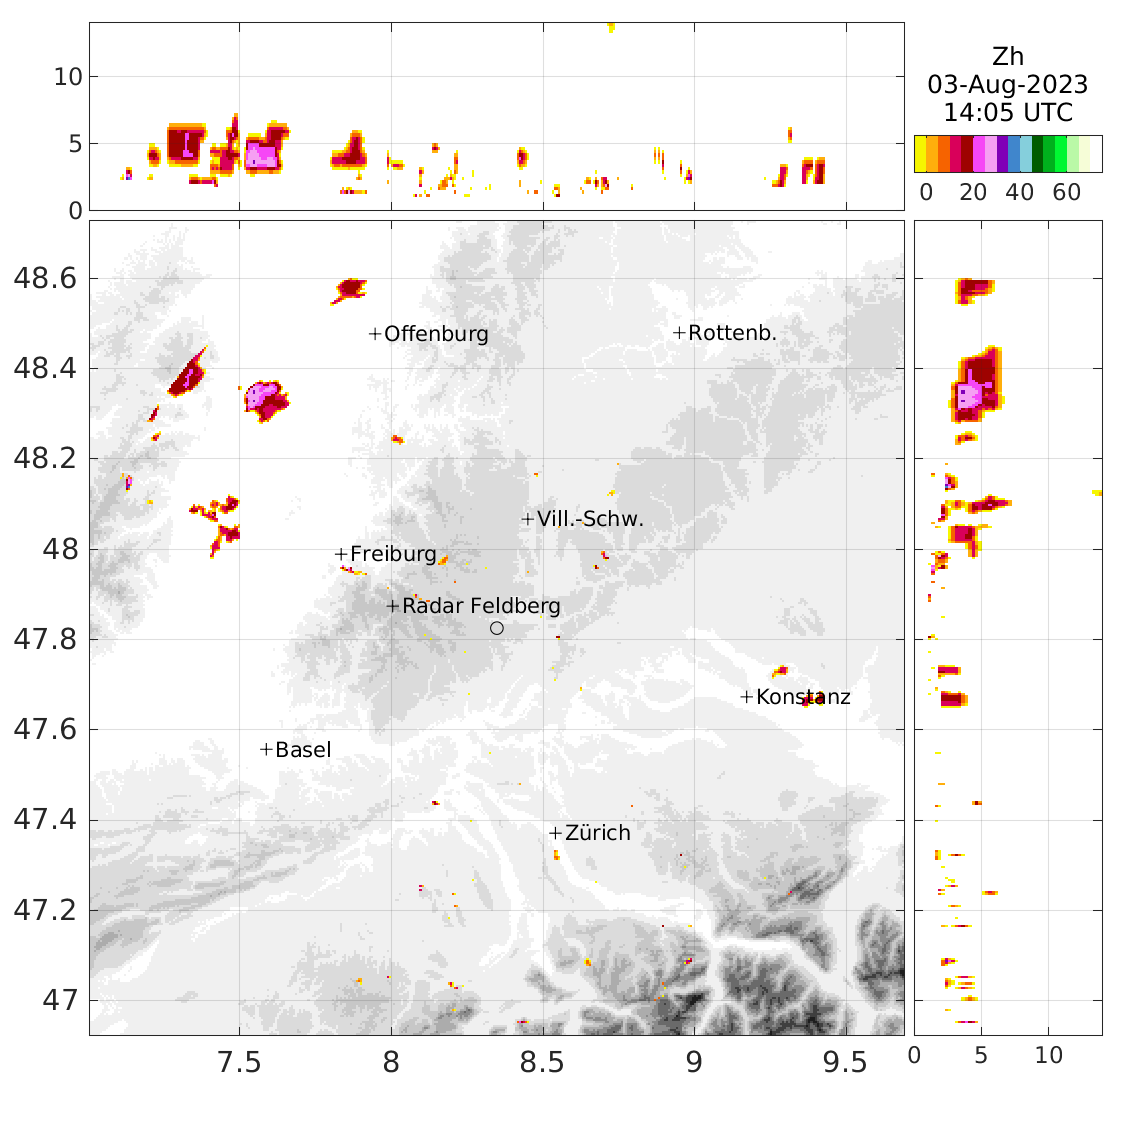 Zh
03-Aug-2023
14:05 UTC
0 20 40 60
10
5
0
48.6
48.4
48.2
48
47.8
47.6
47.4
47.2
47
Offenburg
Rottenb.
Vill.-Schw.
Freiburg
Radar Feldberg
Konstanz
Basel
Zürich
7.5 8 8.5 9 9.5
0 5 10